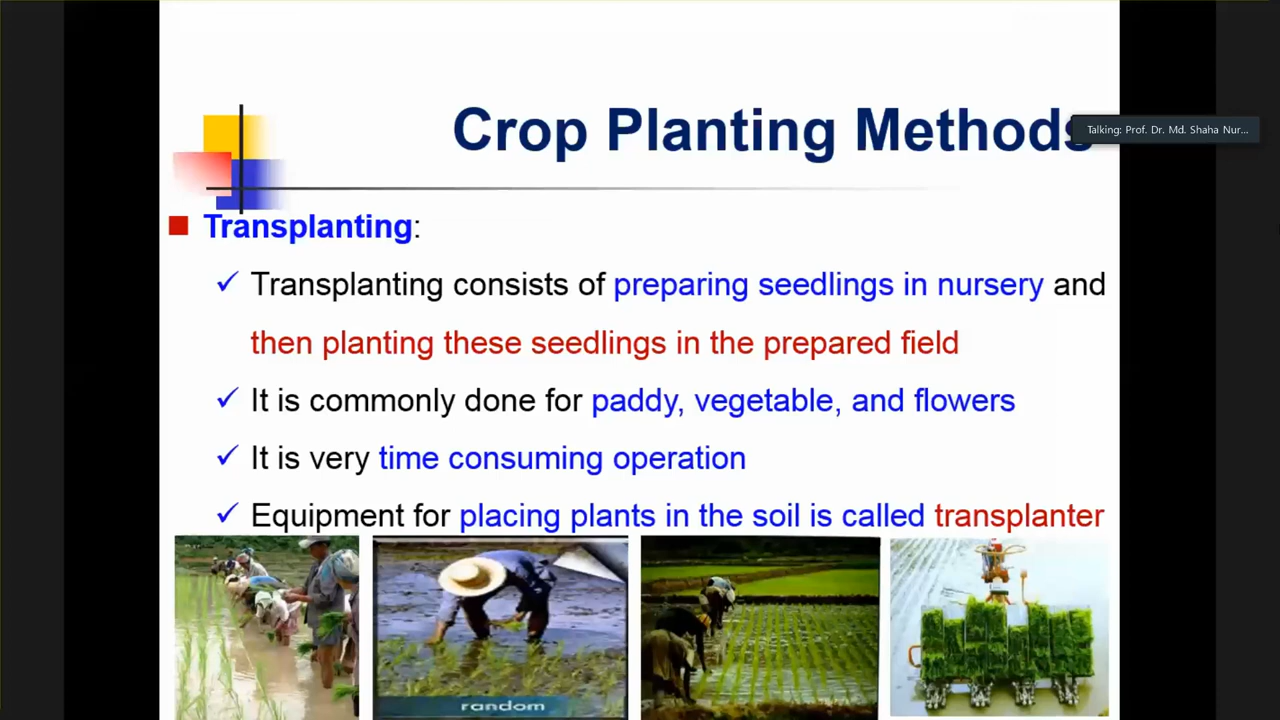 Crop Planting Methods
Talking: Prof. Dr. Md. Shaha Nur...
Transplanting:
✓ Transplanting consists of preparing seedlings in nursery and
then planting these seedlings in the prepared field
✓ It is commonly done for paddy, vegetable, and flowers
✓ It is very time consuming operation
✓ Equipment for placing plants in the soil is called transplanter
random